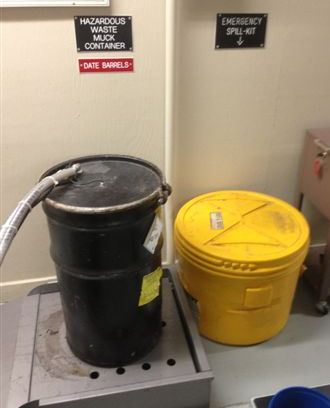 HAZARDOUS
WASTE
MUCK
CONTAINER
• DATE BARRELS •
EMERGENCY
SPILL-KIT
↓